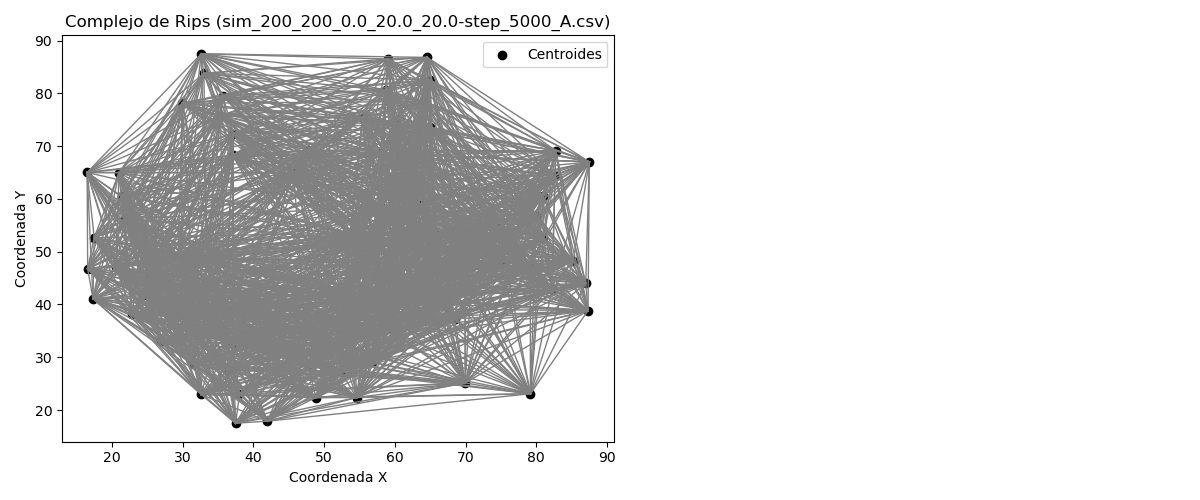 Complejo de Rips (sim_200_200_0.0_20.0_20.0-step_5000_A.csv)
Centroides
90
80
70
60
50
40
30
20
Coordenada Y
20 30 40 50 60 70 80 90
Coordenada X